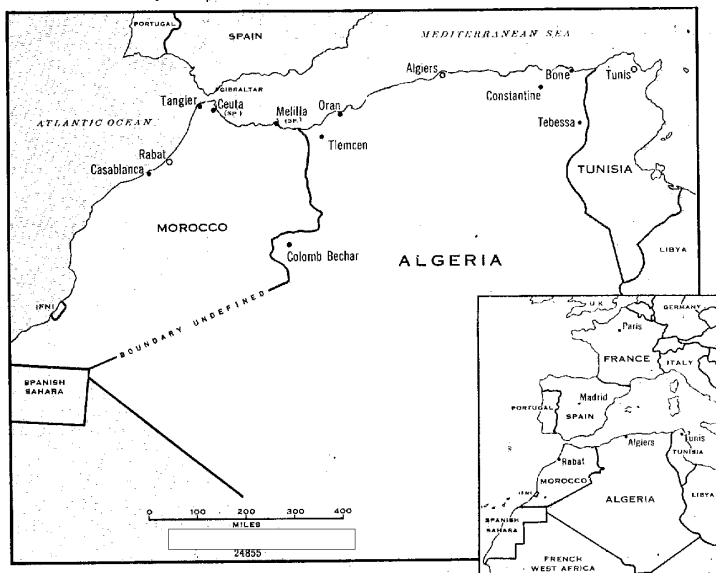 PORTUGAL
SPAIN
MEDITERRANEAN SEA
GIBRALTAR
Algiers
Bone
Tunis
Constantine
Tangier
Ceuta
(SP.)
Melilla
(SP.)
Oran
Tebessa
ATLANTIC OCEAN
Tlemcen
Rabat
Casablanca
TUNISIA
MOROCCO
Colomb Bechar
ALGERIA
LIBYA
IFNI
BOUNDARY UNDEFINED
SPANISH
SAHARA
0 100 200 300 400
MILES
24855
U.K.
GERMANY
Paris
FRANCE
ITALY
Madrid
PORTUGAL
SPAIN
Algiers
Tunis
TUNISIA
Rabat
MOROCCO
IFNI
ALGERIA
LIBYA
SPANISH
SAHARA
FRENCH
WEST AFRICA